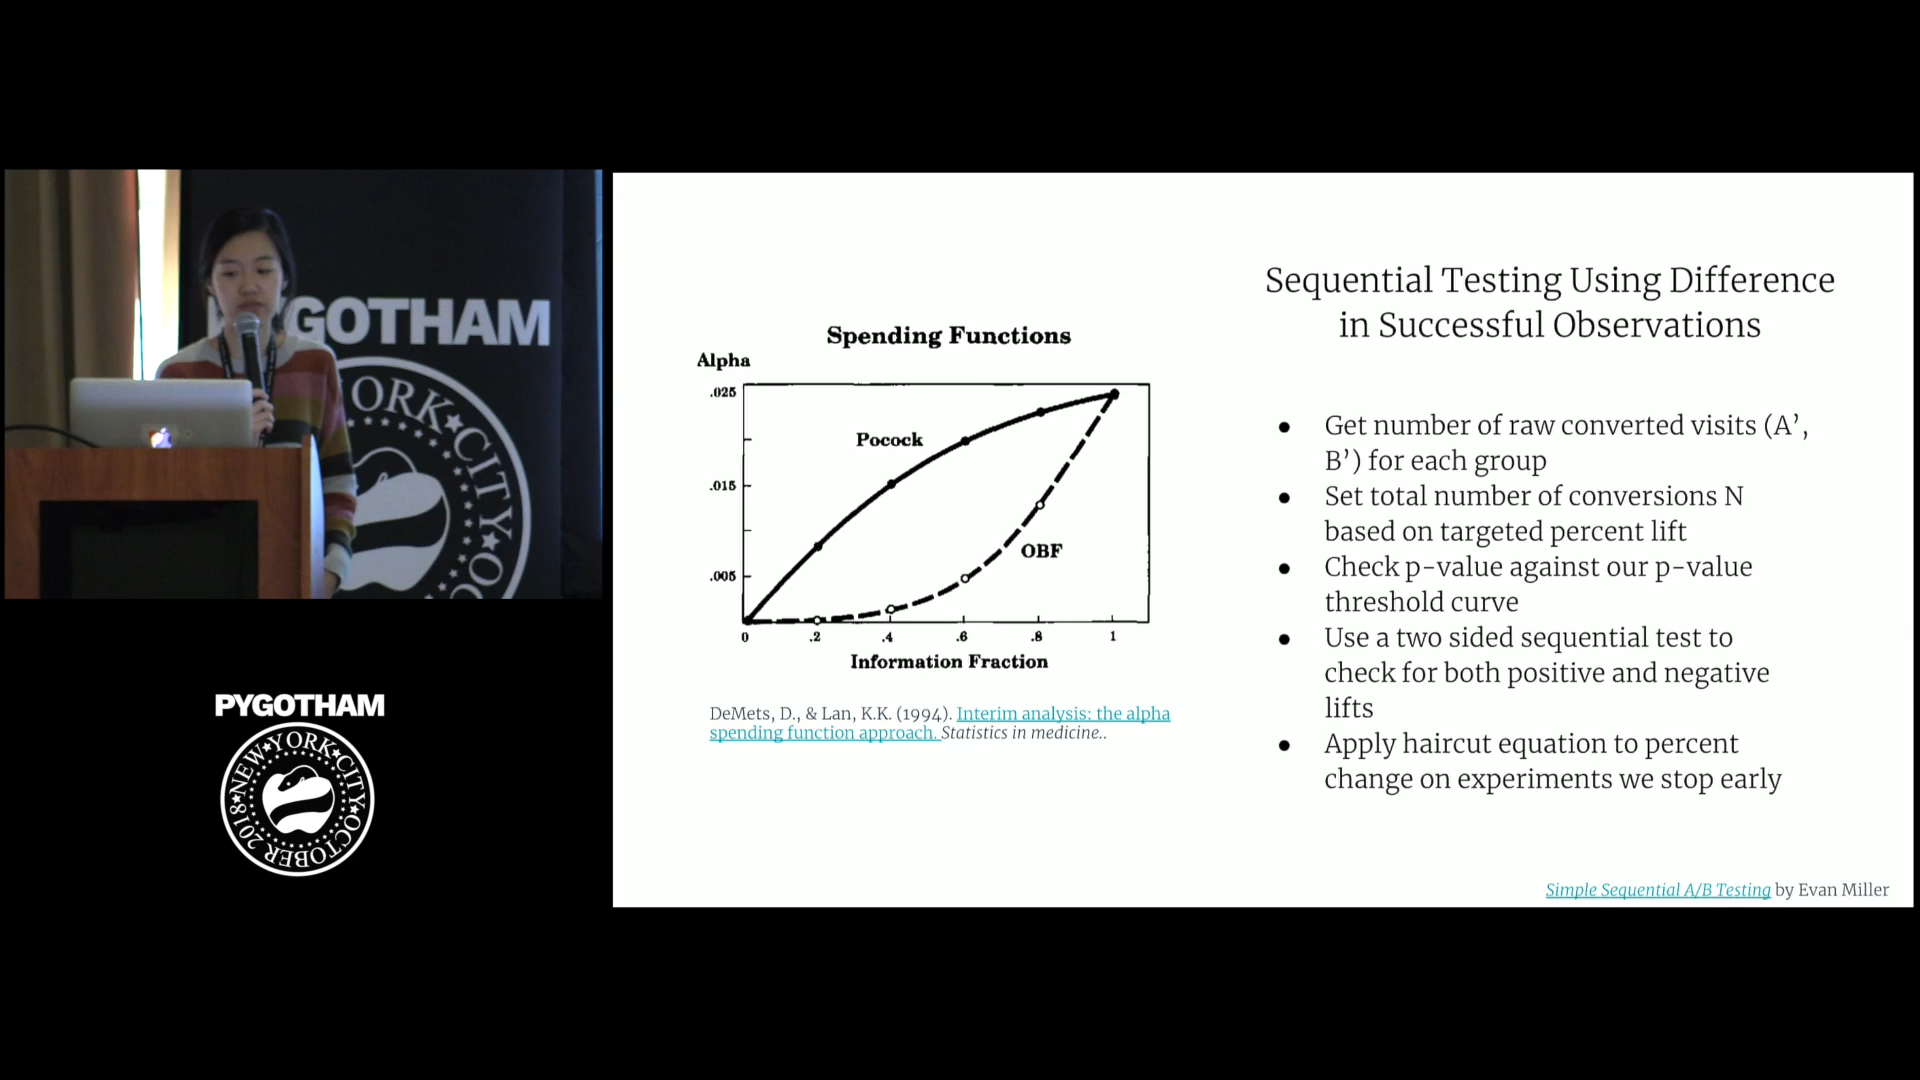 PYGOTHAM
YORK CITY O
Spending Functions
Alpha
.025
.015
.005
Pocock
OBF
0 .2 .4 .6 .8 1
Information Fraction
DeMets, D., & Lan, K.K. (1994). Interim analysis: the alpha
spending function approach. Statistics in medicine..
Sequential Testing Using Difference
in Successful Observations
● Get number of raw converted visits (A’,
B’) for each group
● Set total number of conversions N
based on targeted percent lift
● Check p-value against our p-value
threshold curve
● Use a two sided sequential test to
check for both positive and negative
lifts
● Apply haircut equation to percent
change on experiments we stop early
Simple Sequential A/B Testing by Evan Miller
PYGOTHAM
NEW YORK CITY OCTOBER 2018